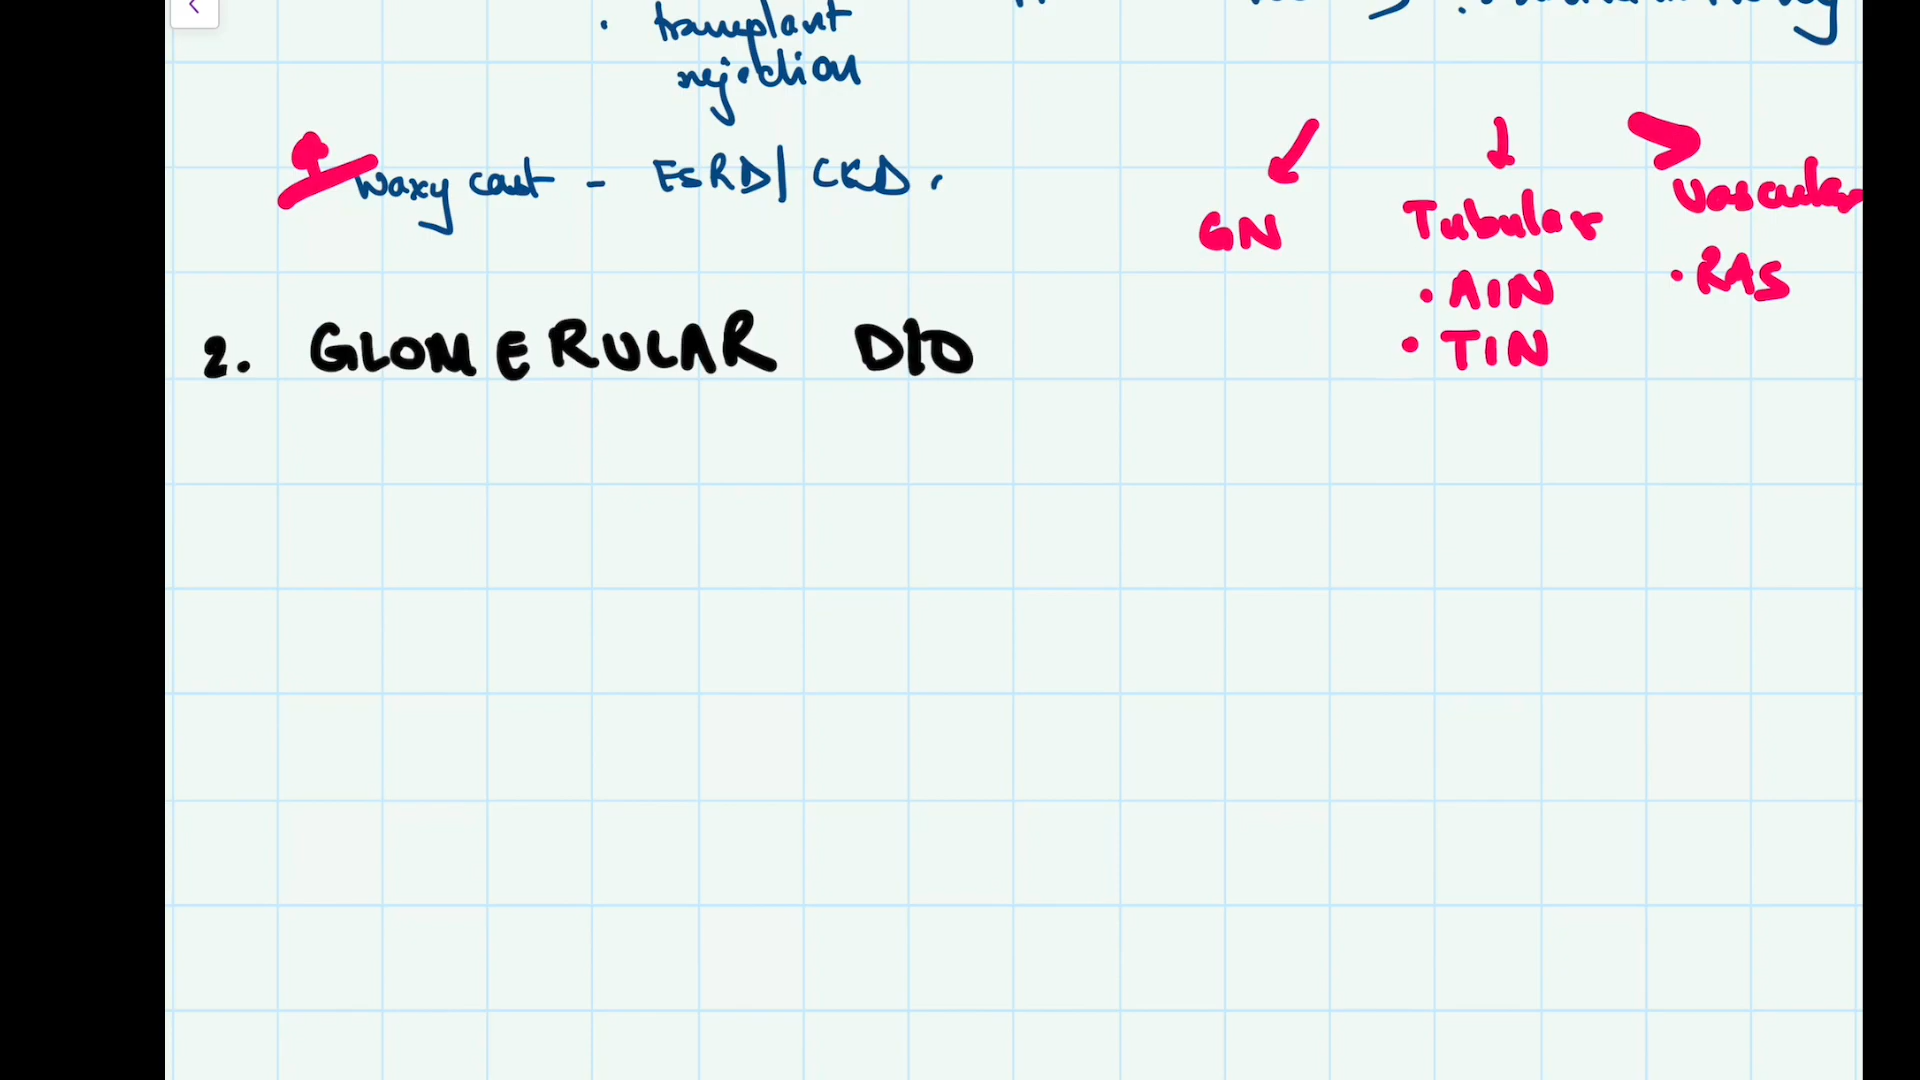 · transplant
rejection
waxy cast - ESRD/ CKD.
GN
Tubular
· AIN
· TIN
Vascular
· RAS
2. GLOMERULAR D/O